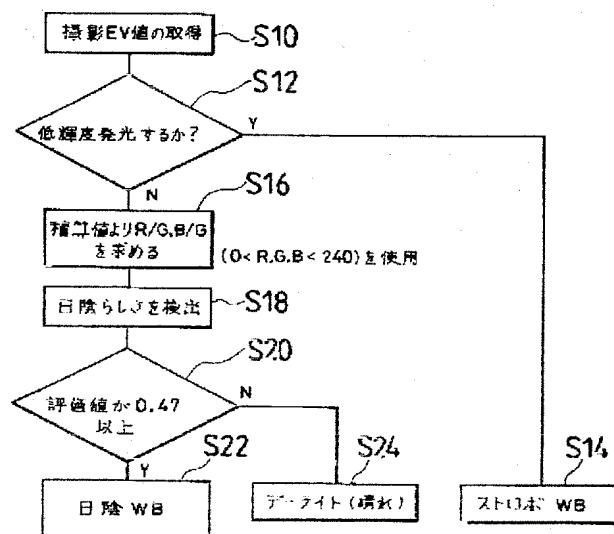 撮影EV値の取得
S10
S12
低輝度発光するか?
Y
N
S16
積算値よりR/G,B/G
を求める
(0<R.G.B<240)を使用
日陰らしさを検出
S18
S20
評価値が0.47
以上
N
Y
S22
S24
S14
日陰 WB
デーライト(晴れ)
ストロボ WB